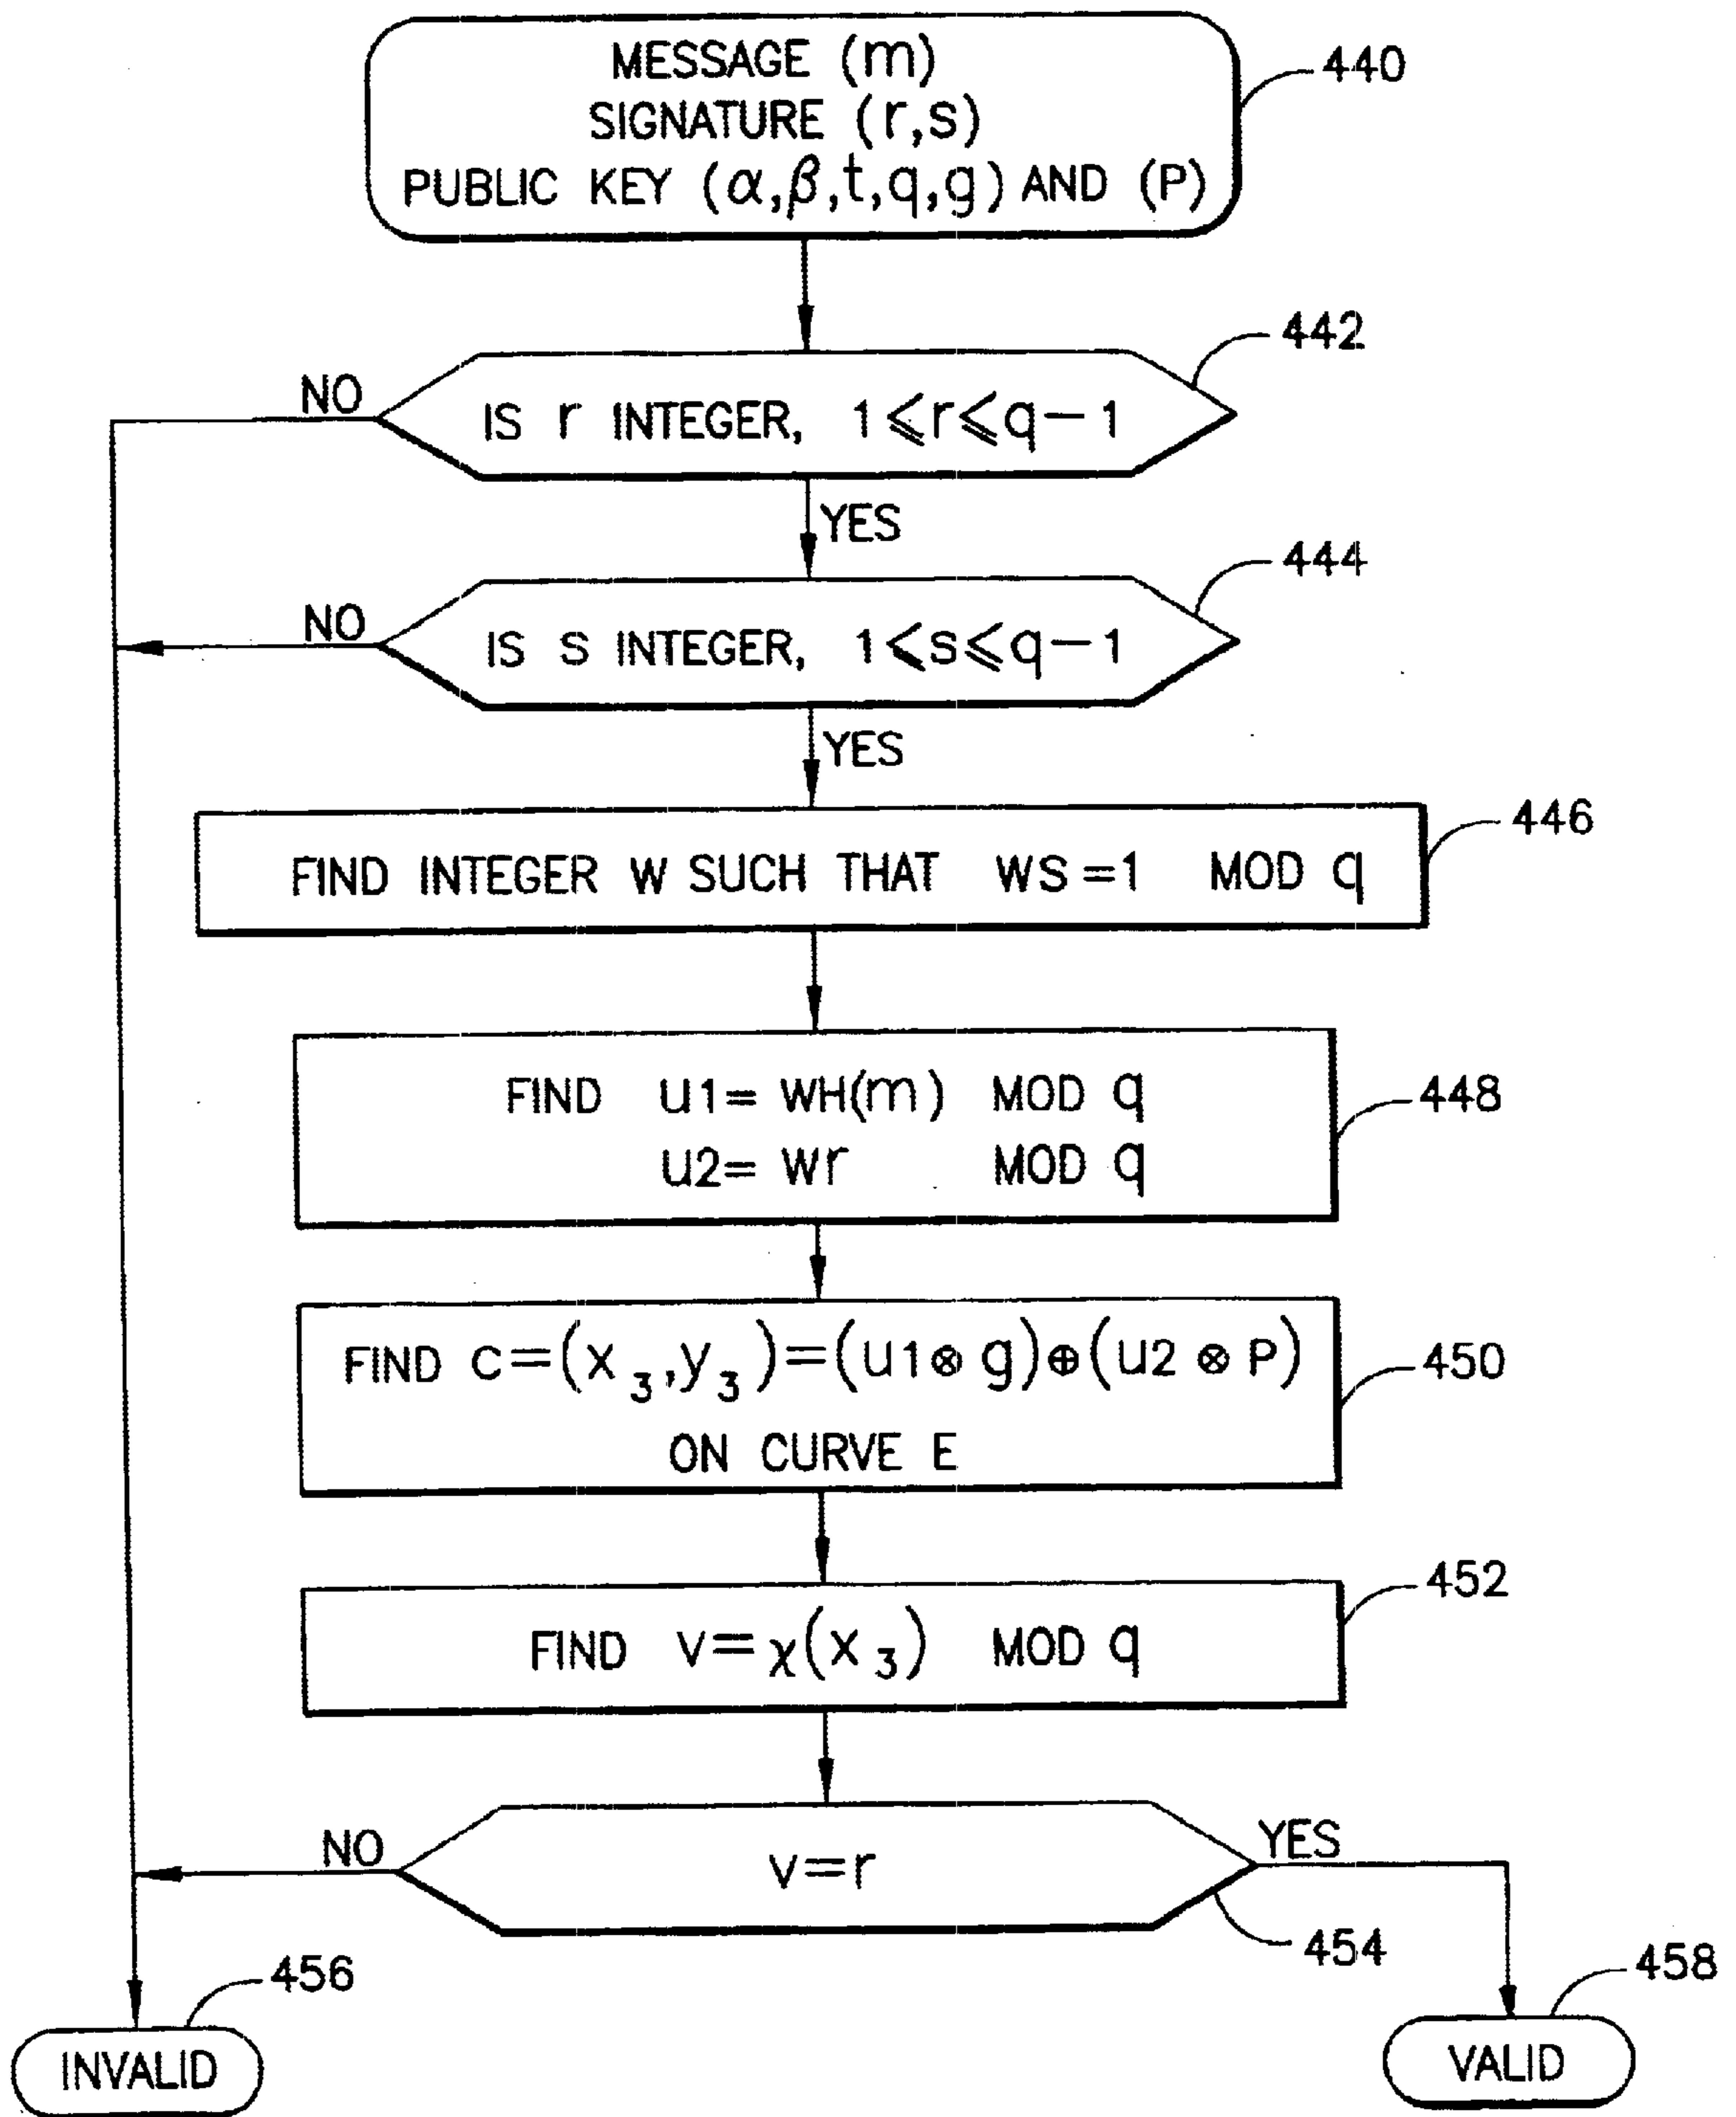 MESSAGE (m)
SIGNATURE (r,s)
PUBLIC KEY (α,β,t,q,g) AND (P)
440
442
NO
IS r INTEGER, 1⩽r⩽q-1
YES
444
NO
IS s INTEGER, 1⩽s⩽q-1
YES
446
FIND INTEGER W SUCH THAT WS=1 MOD q
FIND u1= WH(m) MOD q
u2= Wr MOD q
448
FIND C=(x₃,y₃)=(u1⊗g)⊕(u2⊗P)
ON CURVE E
450
452
FIND V=χ(x₃) MOD q
NO
V=r
YES
454
456
INVALID
458
VALID